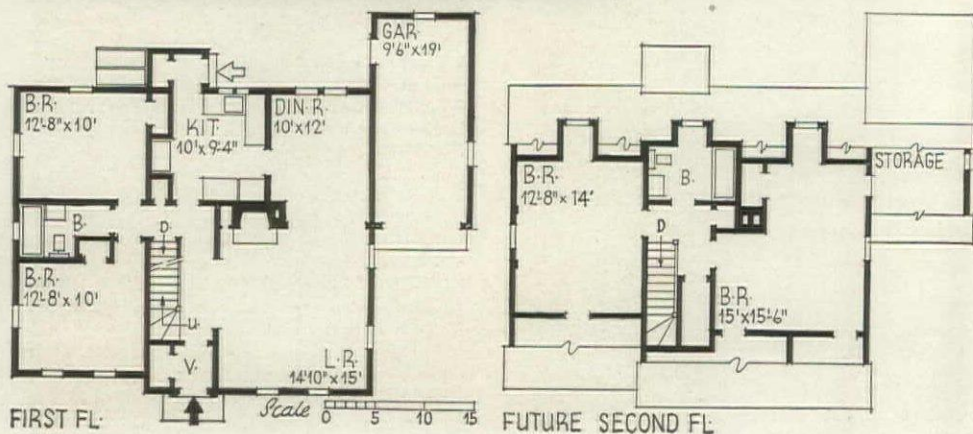 GAR.
9'6"x19'
B.R.
12'-8"x10'
KIT.
10'x9'-4"
DIN.R.
10'x12'
B.
D.
B.R.
12'-8'x10'
U.
V.
L.R.
14'10"x15'
FIRST FL.
Scale
0 5 10 15
B.R.
12'-8"x14'
B.
STORAGE
D
B.R.
15'x15'-6"
FUTURE SECOND FL.